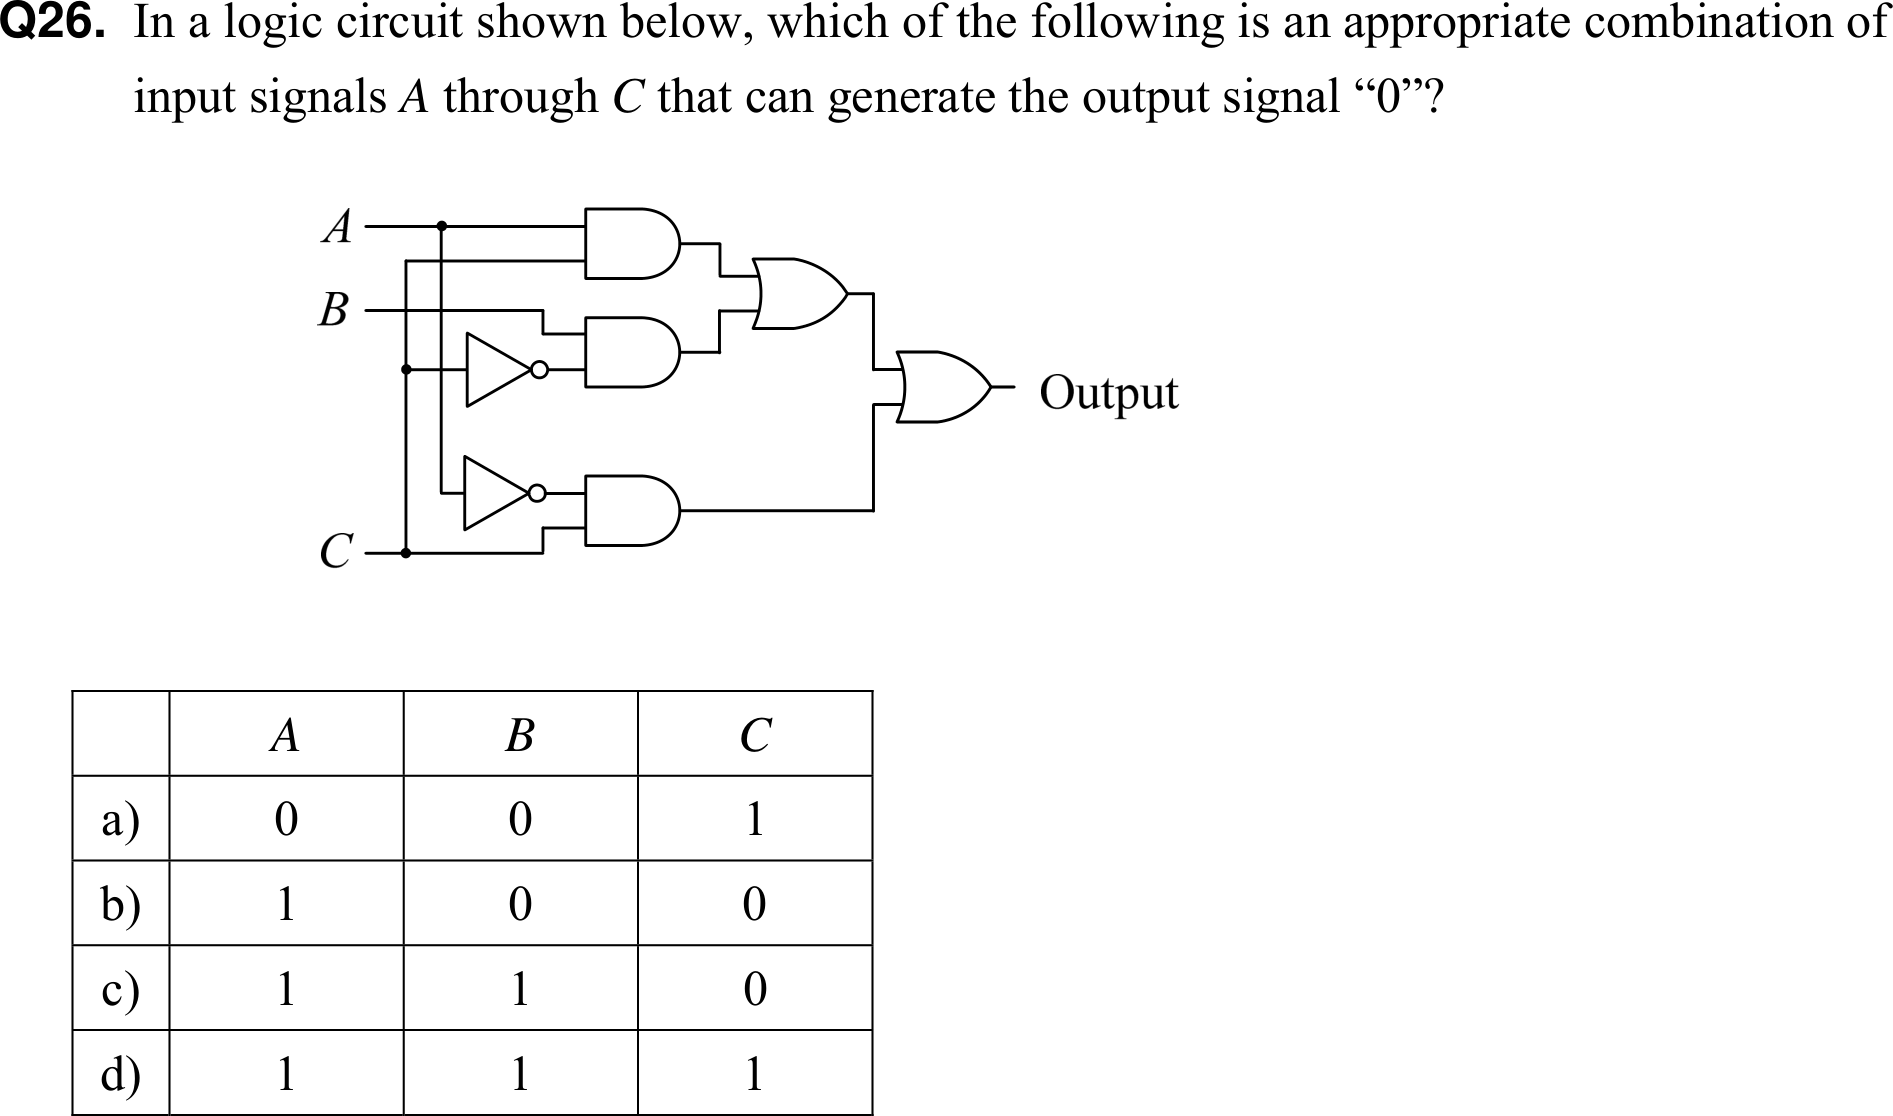 Q26. In a logic circuit shown below, which of the following is an appropriate combination of
input signals A through C that can generate the output signal “0”?
A
B
Output
C
A B C
a) 0 0 1
b) 1 0 0
c) 1 1 0
d) 1 1 1